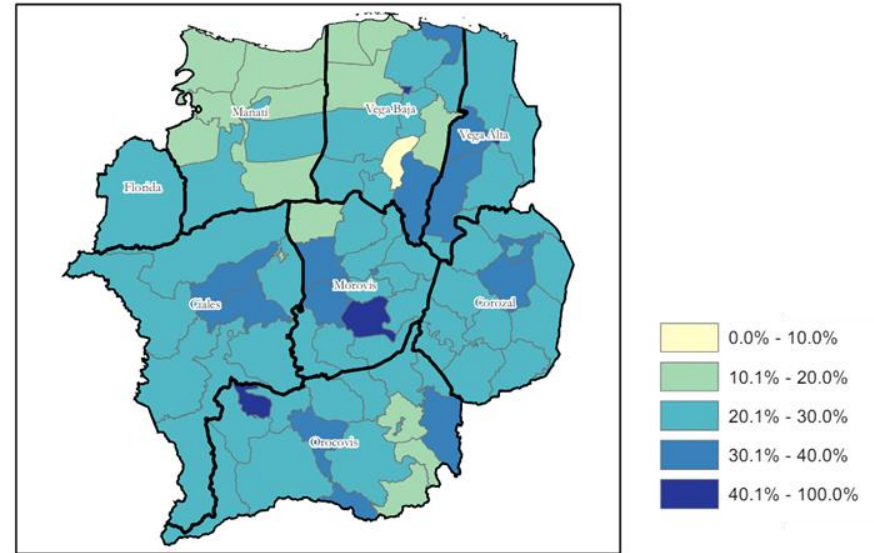 Manatí
Vega Baja
Vega Alta
Florida
Ciales
Morovis
Corozal
Orocovis
0.0% - 10.0%
10.1% - 20.0%
20.1% - 30.0%
30.1% - 40.0%
40.1% - 100.0%